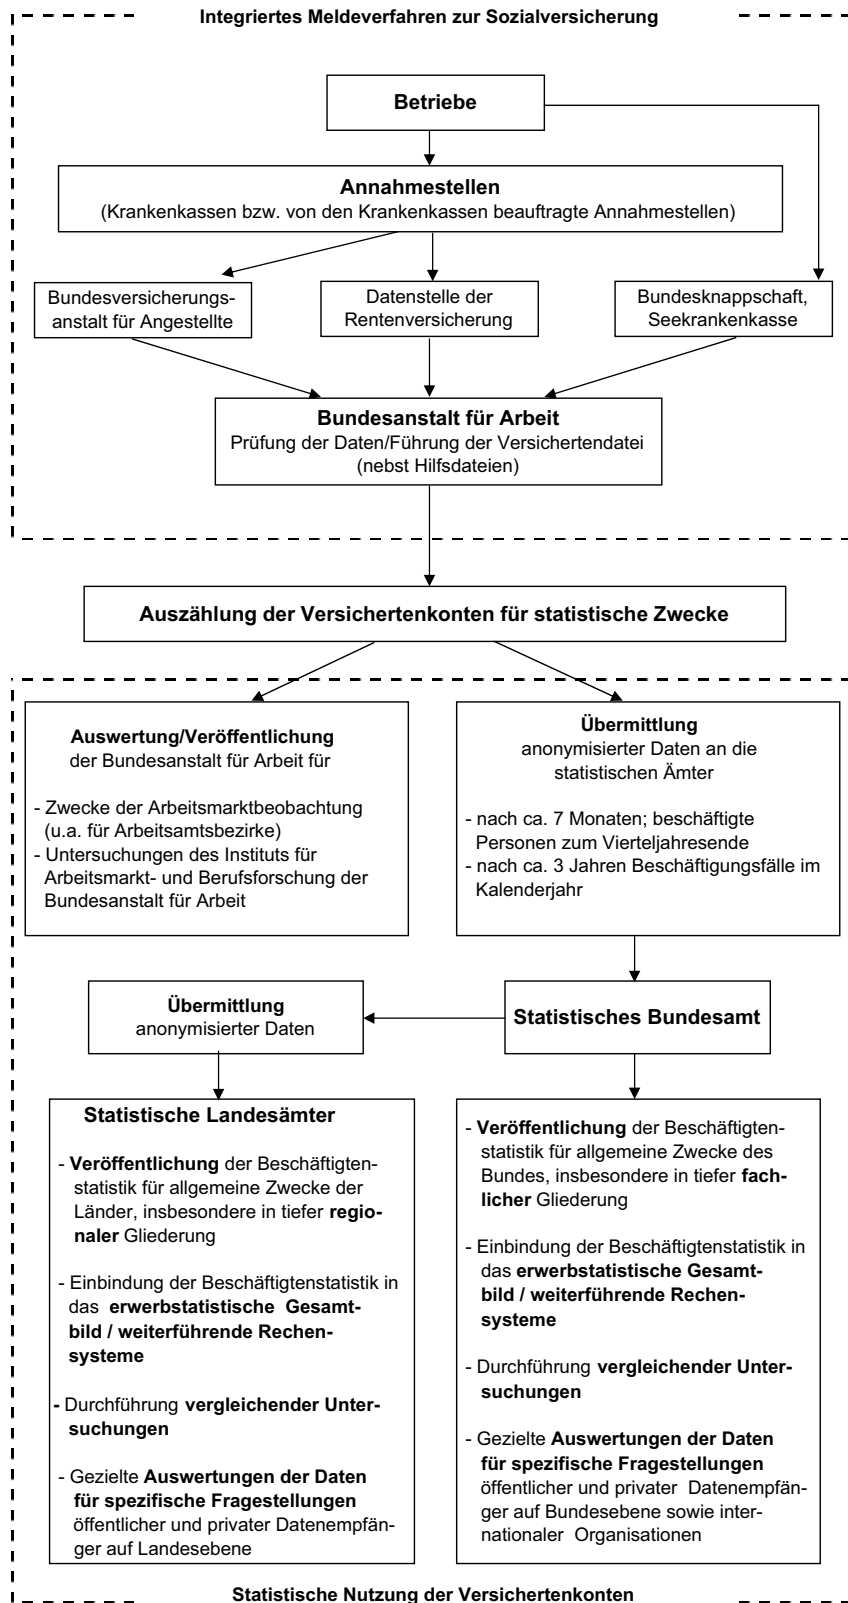 Integriertes Meldeverfahren zur Sozialversicherung
Betriebe
Annahmestellen
(Krankenkassen bzw. von den Krankenkassen beauftragte Annahmestellen)
Bundesversicherungs-
anstalt für Angestellte
Datenstelle der
Rentenversicherung
Bundesknappschaft,
Seekrankenkasse
Bundesanstalt für Arbeit
Prüfung der Daten/Führung der Versichertendatei
(nebst Hilfsdateien)
Auszählung der Versichertenkonten für statistische Zwecke
Auswertung/Veröffentlichung
der Bundesanstalt für Arbeit für
- Zwecke der Arbeitsmarktbeobachtung
(u.a. für Arbeitsamtsbezirke)
- Untersuchungen des Instituts für
Arbeitsmarkt- und Berufsforschung der
Bundesanstalt für Arbeit
Übermittlung
anonymisierter Daten an die
statistischen Ämter
- nach ca. 7 Monaten; beschäftigte
Personen zum Vierteljahresende
- nach ca. 3 Jahren Beschäftigungsfälle im
Kalenderjahr
Übermittlung
anonymisierter Daten
Statistisches Bundesamt
Statistische Landesämter
- Veröffentlichung der Beschäftigten-
statistik für allgemeine Zwecke der
Länder, insbesondere in tiefer regio-
naler Gliederung
- Einbindung der Beschäftigtenstatistik in
das erwerbstatistische Gesamt-
bild / weiterführende Rechen-
systeme
- Durchführung vergleichender Unter-
suchungen
- Gezielte Auswertungen der Daten
für spezifische Fragestellungen
öffentlicher und privater Datenempfän-
ger auf Landesebene
- Veröffentlichung der Beschäftigten-
statistik für allgemeine Zwecke des
Bundes, insbesondere in tiefer fach-
licher Gliederung
- Einbindung der Beschäftigtenstatistik in
das erwerbstatistische Gesamt-
bild / weiterführende Rechen-
systeme
- Durchführung vergleichender Unter-
suchungen
- Gezielte Auswertungen der Daten
für spezifische Fragestellungen
öffentlicher und privater Datenempfän-
ger auf Bundesebene sowie inter-
nationaler Organisationen
Statistische Nutzung der Versichertenkonten